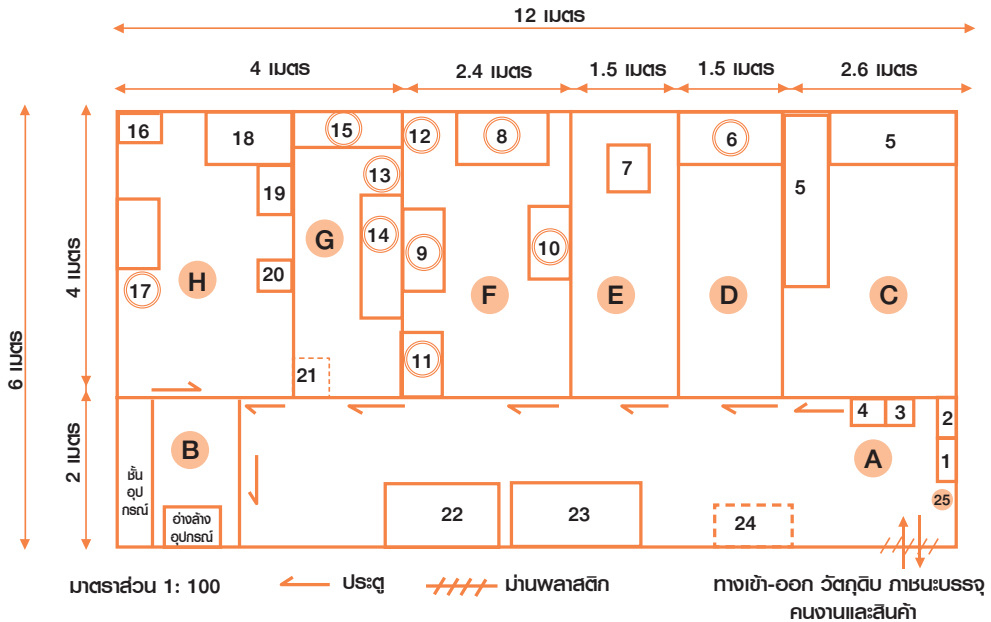 12 เมตร
4 เมตร
2.4 เมตร
1.5 เมตร
1.5 เมตร
2.6 เมตร
6 เมตร
4 เมตร
2 เมตร
16
18
15
12
8
6
5
5
7
13
19
14
9
10
G
H
17
20
F
E
D
C
11
21
4
3
2
1
A
25
B
ชั้น
อุป
กรณ์
อ่างล้าง
อุปกรณ์
22
23
24
มาตราส่วน 1: 100
ประตู
ม่านพลาสติก
ทางเข้า-ออก วัตถุดิบ ภาชนะบรรจุ
คนงานและสินค้า